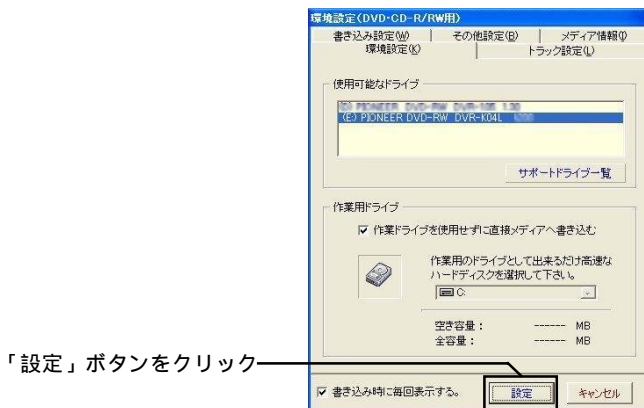 環境設定(DVD・CD-R/RW用)
書き込み設定(W) その他設定(B) メディア情報(I)
環境設定(K) トラック設定(L)
使用可能なドライブ
(D) PIONEER DVD-RW DVR-105 1.30
(E:) PIONEER DVD-RW DVR-K04L
サポートドライブ一覧
作業用ドライブ
作業ドライブを使用せずに直接メディアへ書き込む
作業用のドライブとして出来るだけ高速な
ハードディスクを選択して下さい。
C:
空き容量: ------ MB
全容量: ------ MB
「設定」ボタンをクリック
書き込み時に毎回表示する。 設定 キャンセル